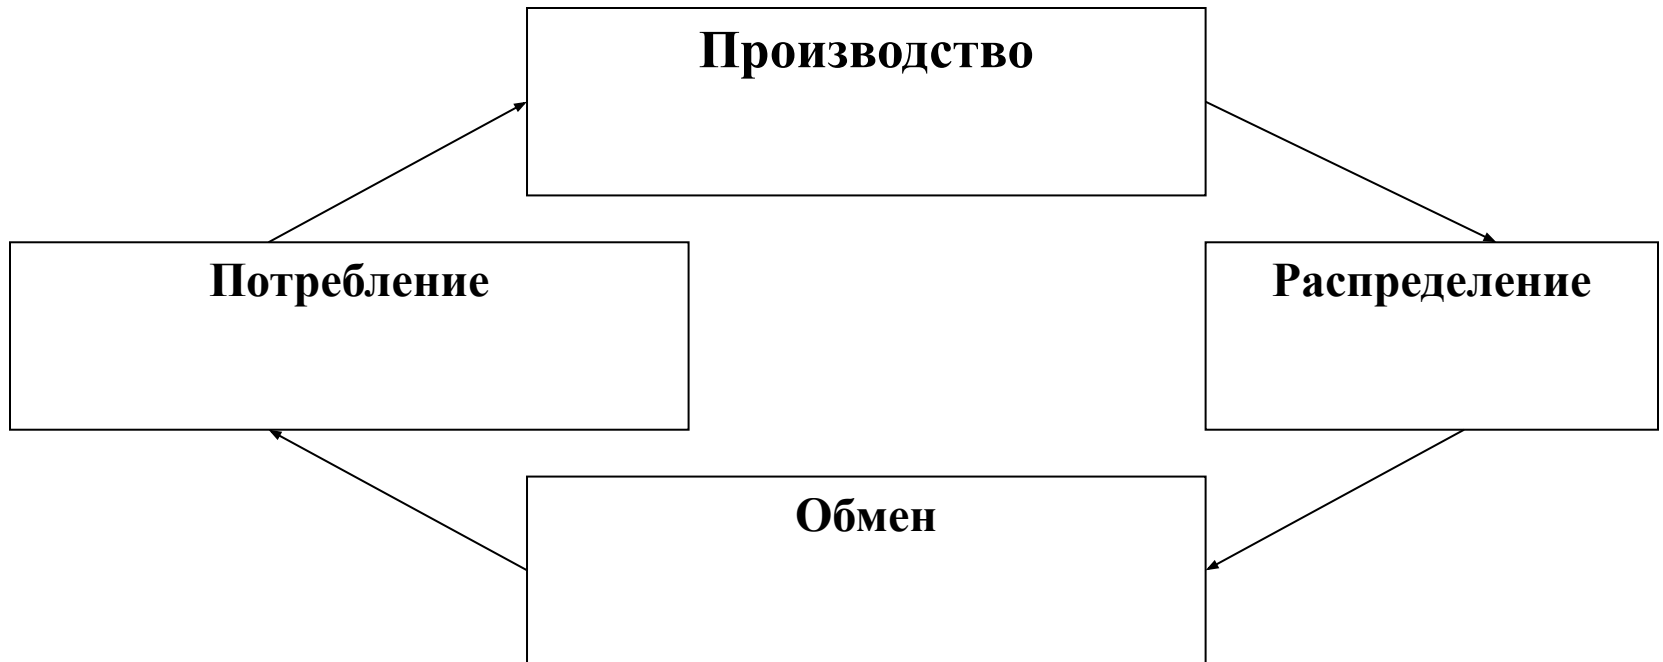 Производство
Потребление
Распределение
Обмен